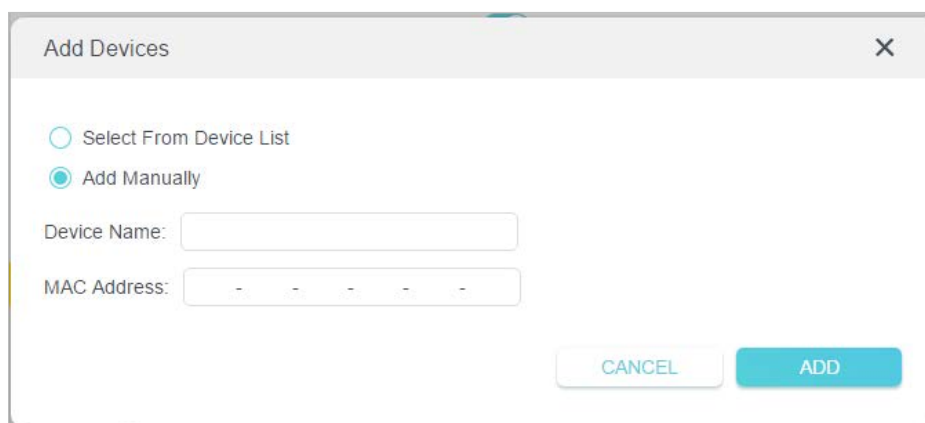 Add Devices
Select From Device List
Add Manually
Device Name:
MAC Address: - - - - -
CANCEL ADD